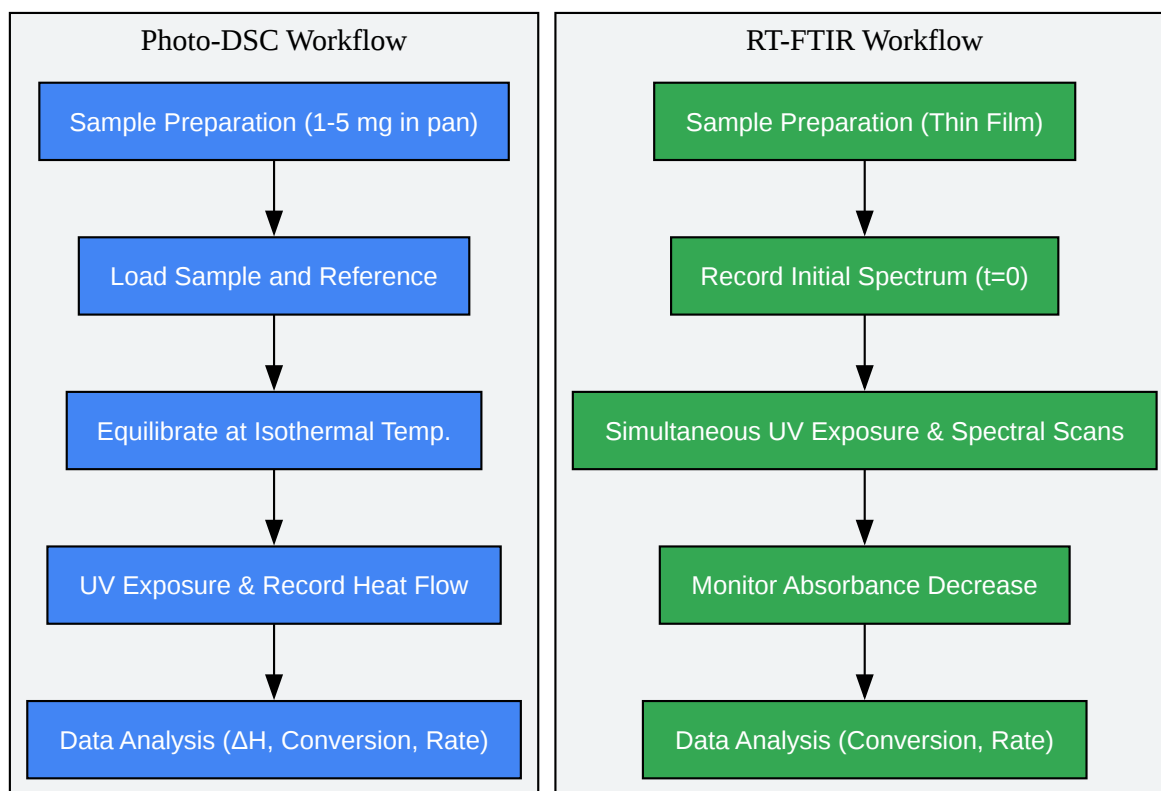 Photo-DSC Workflow
Sample Preparation (1-5 mg in pan)
Load Sample and Reference
Equilibrate at Isothermal Temp.
UV Exposure & Record Heat Flow
Data Analysis (ΔH, Conversion, Rate)
RT-FTIR Workflow
Sample Preparation (Thin Film)
Record Initial Spectrum (t=0)
Simultaneous UV Exposure & Spectral Scans
Monitor Absorbance Decrease
Data Analysis (Conversion, Rate)